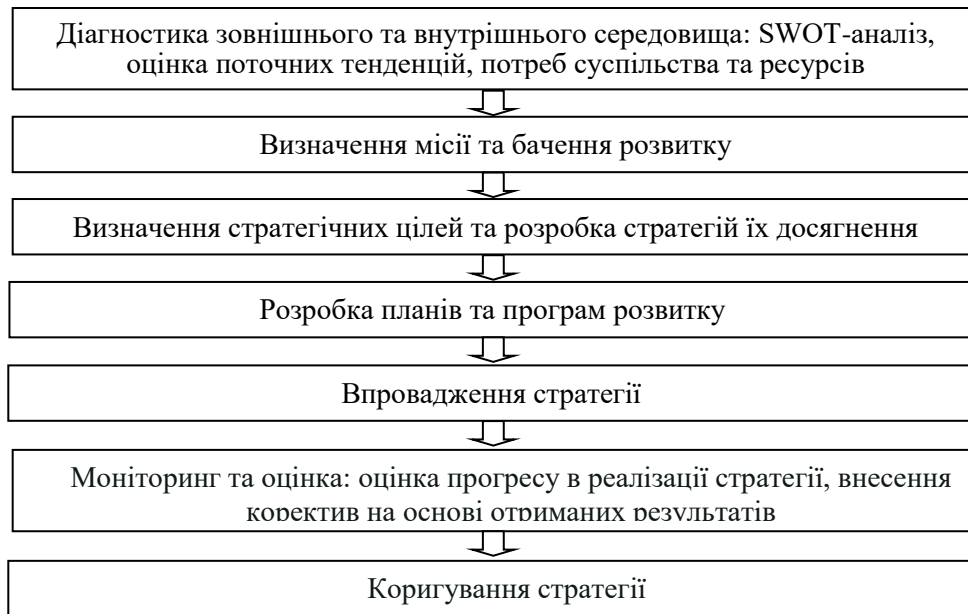 Діагностика зовнішнього та внутрішнього середовища: SWOT-аналіз,
оцінка поточних тенденцій, потреб суспільства та ресурсів
Визначення місії та бачення розвитку
Визначення стратегічних цілей та розробка стратегій їх досягнення
Розробка планів та програм розвитку
Впровадження стратегії
Моніторинг та оцінка: оцінка прогресу в реалізації стратегії, внесення
коректив на основі отриманих результатів
Коригування стратегії